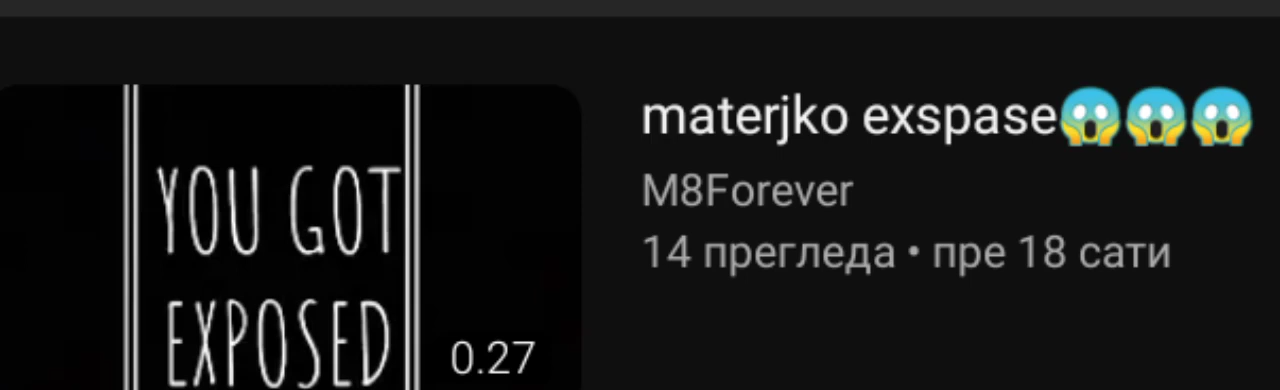 YOU GOT
EXPOSED
0.27
materjko exspase😱😱😱
M8Forever
14 прегледа • пре 18 сати